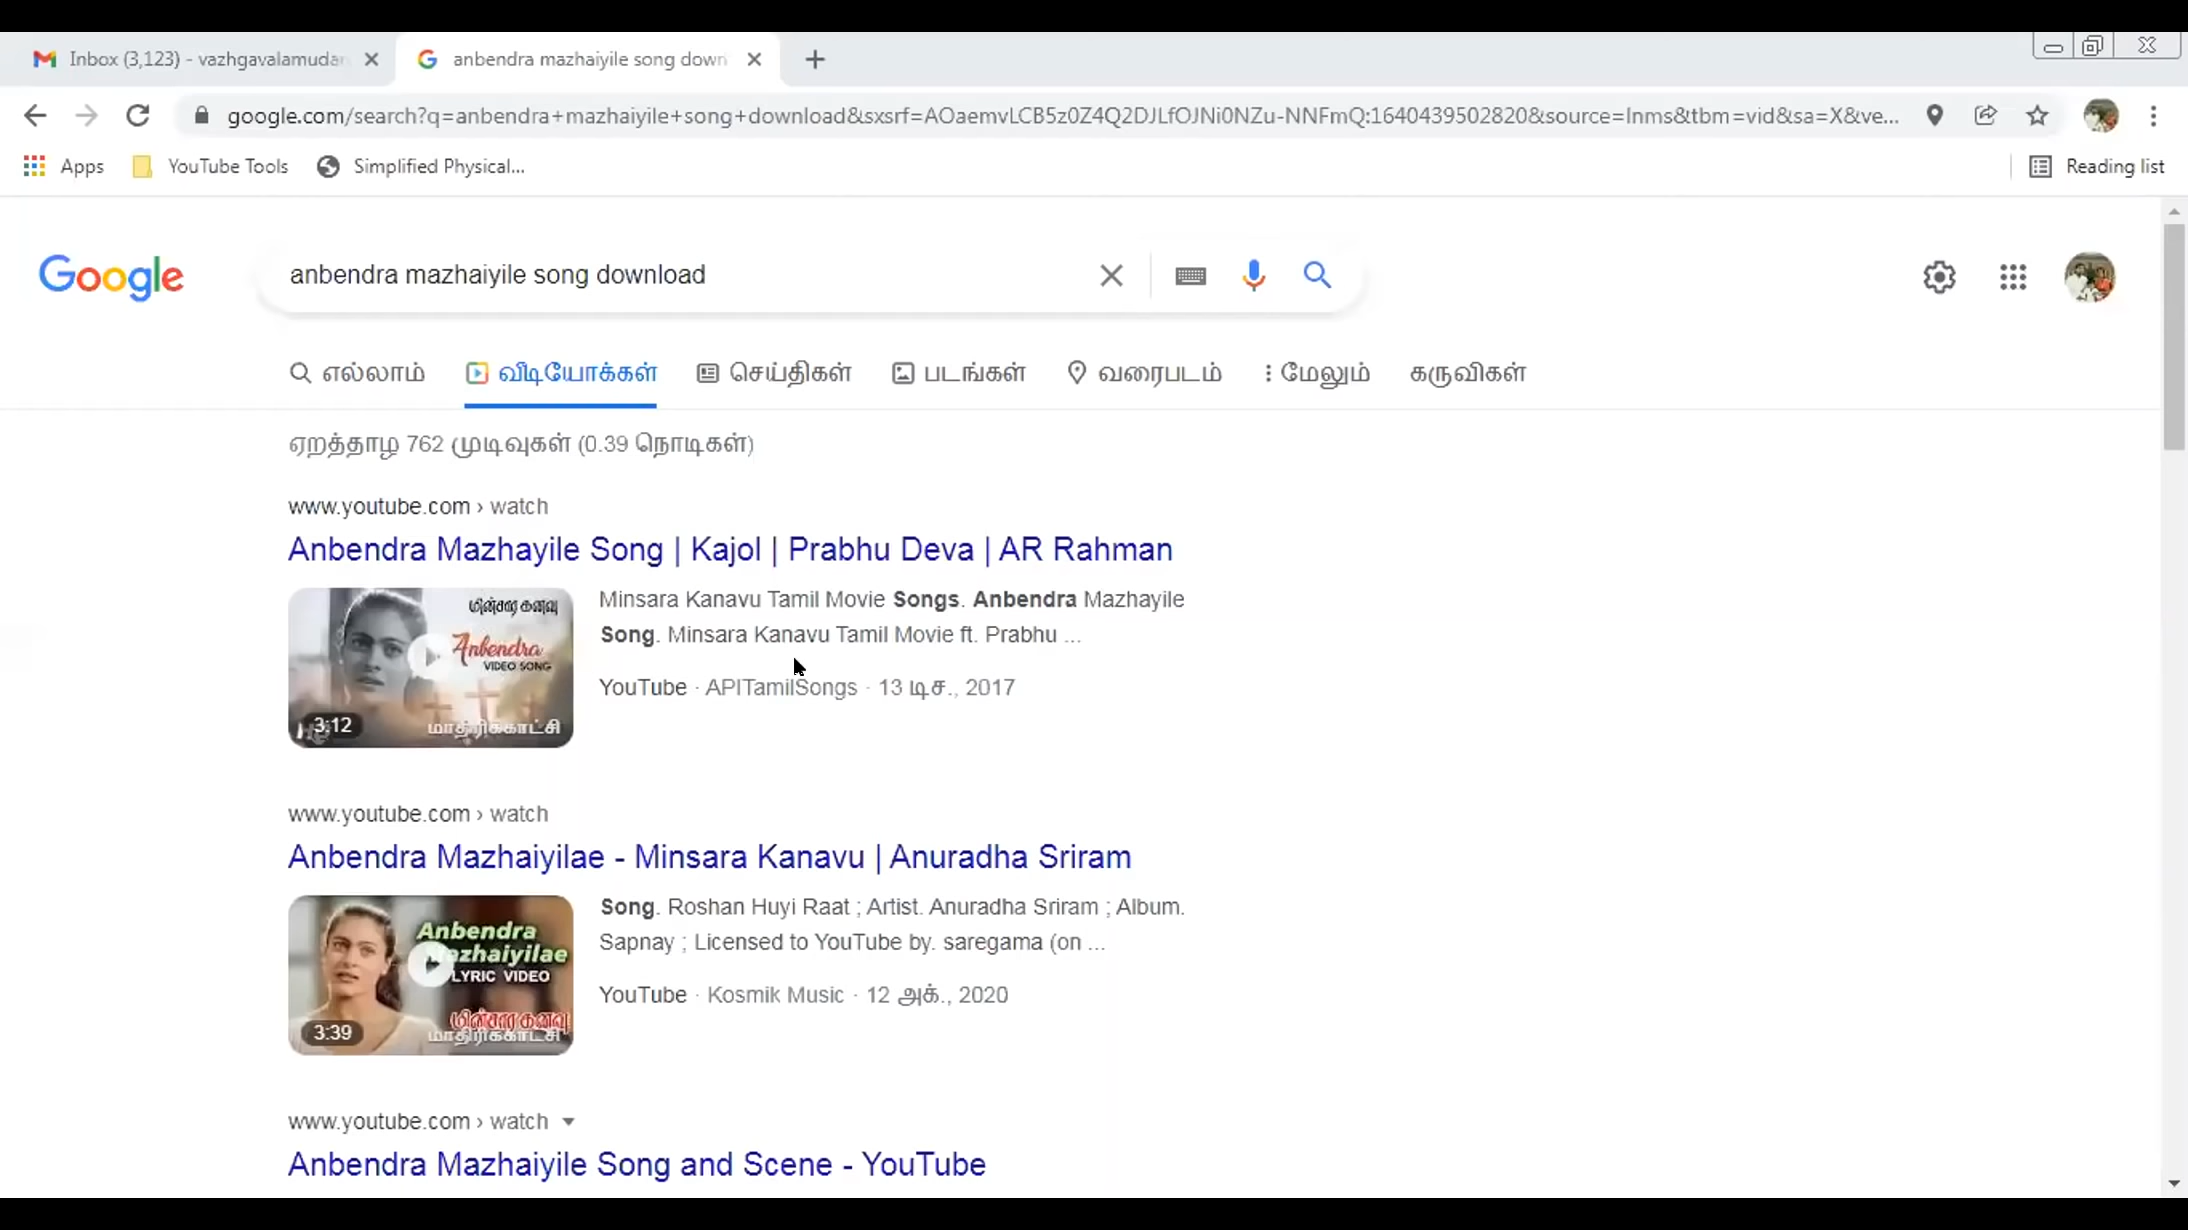 Inbox (3,123) - vazhgavalamudan
anbendra mazhaiyile song down
google.com/search?q=anbendra+mazhaiyile+song+download&sxsrf=AOaemvLCB5z0Z4Q2DJLfOJNi0NZu-NNFmQ:1640439502820&source=lnms&tbm=vid&sa=X&ve...
Apps YouTube Tools Simplified Physical... Reading list
Google anbendra mazhaiyile song download
எல்லாம் வீடியோக்கள் செய்திகள் படங்கள் வரைபடம் மேலும் கருவிகள்
ஏறத்தாழ 762 முடிவுகள் (0.39 நொடிகள்)
www.youtube.com › watch
Anbendra Mazhayile Song | Kajol | Prabhu Deva | AR Rahman
மின்சார கனவு
Anbendra
VIDEO SONG
3:12
மாதிரிக்காட்சி
Minsara Kanavu Tamil Movie Songs. Anbendra Mazhayile
Song. Minsara Kanavu Tamil Movie ft. Prabhu ...
YouTube · APITamilSongs · 13 டிச., 2017
www.youtube.com › watch
Anbendra Mazhaiyilae - Minsara Kanavu | Anuradha Sriram
Anbendra
azhaiyilae
LYRIC VIDEO
மின்சார கனவு
3:39
மாதிரிக்காட்சி
Song. Roshan Huyi Raat ; Artist. Anuradha Sriram ; Album.
Sapnay ; Licensed to YouTube by. saregama (on ...
YouTube · Kosmik Music · 12 அக்., 2020
www.youtube.com › watch
Anbendra Mazhaiyile Song and Scene - YouTube